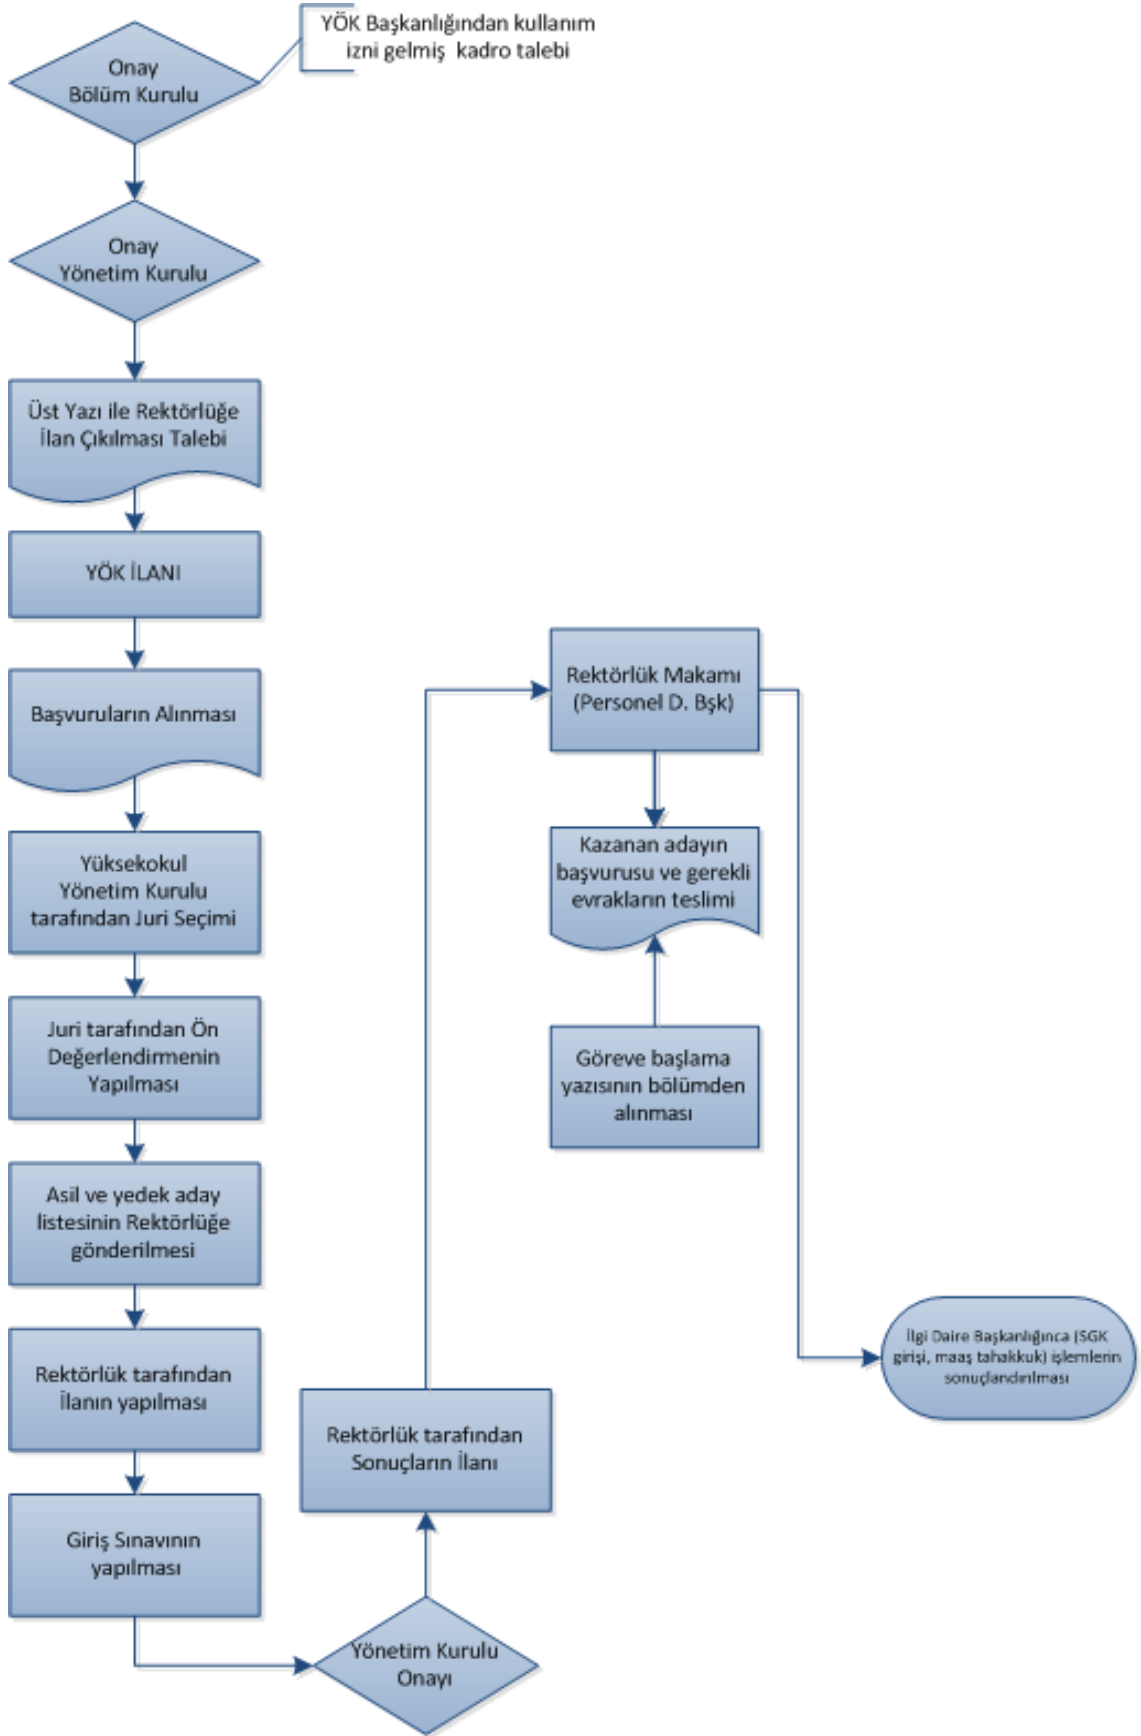 YÖK Başkanlığından kullanım
izni gelmiş kadro talebi
Onay
Bölüm Kurulu
Onay
Yönetim Kurulu
Üst Yazı ile Rektörlüğe
İlan Çıkılması Talebi
YÖK İLANI
Başvuruların Alınması
Yüksekokul
Yönetim Kurulu
tarafından Juri Seçimi
Juri tarafından Ön
Değerlendirmenin
Yapılması
Asil ve yedek aday
listesinin Rektörlüğe
gönderilmesi
Rektörlük tarafından
İlanın yapılması
Giriş Sınavının
yapılması
Yönetim Kurulu
Onayı
Rektörlük tarafından
Sonuçların İlanı
Rektörlük Makamı
(Personel D. Bşk)
Kazanan adayın
başvurusu ve gerekli
evrakların teslimi
Göreve başlama
yazısının bölümden
alınması
İlgi Daire Başkanlığınca (SGK
girişi, maaş tahakkuk) işlemlerin
sonuçlandırılması